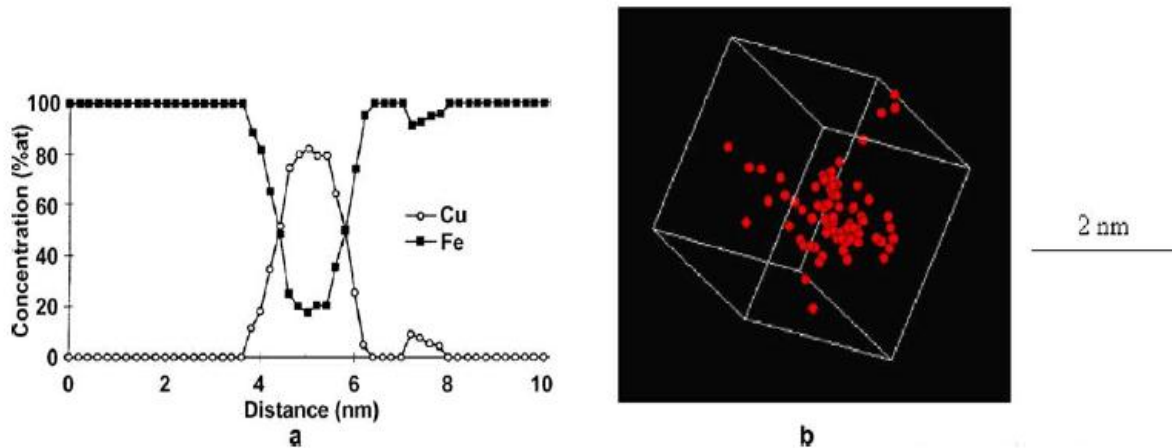 100
80
60
40
20
0
Concentration (%at)
Cu
Fe
0 2 4 6 8 10
Distance (nm)
a
b
2 nm